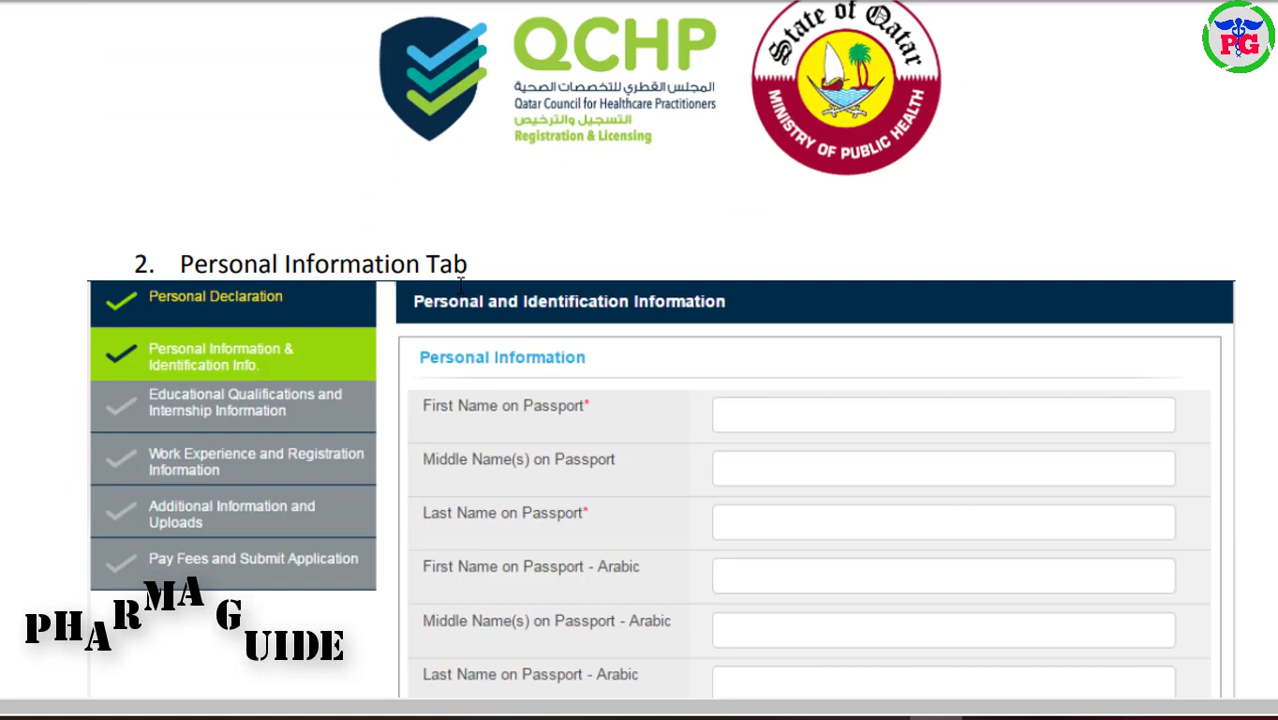 QCHP
المجلس القطري للتخصصات الصحية
Qatar Council for Healthcare Practitioners
التسجيل والترخيص
Registration & Licensing
State of Qatar
MINISTRY OF PUBLIC HEALTH
PG
2. Personal Information Tab
Personal Declaration
Personal Information &
Identification Info.
Educational Qualifications and
Internship Information
Work Experience and Registration
Information
Additional Information and
Uploads
Pay Fees and Submit Application
Personal and Identification Information
Personal Information
First Name on Passport*
Middle Name(s) on Passport
Last Name on Passport*
First Name on Passport - Arabic
Middle Name(s) on Passport - Arabic
Last Name on Passport - Arabic
PHARMA GUIDE